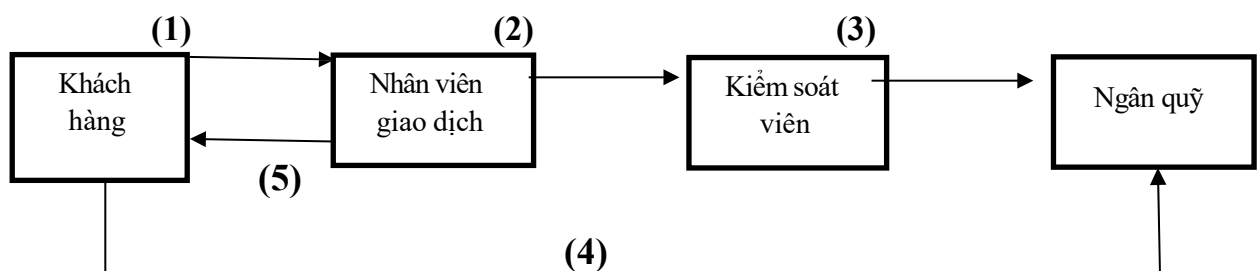 (1)
(2)
(3)
Khách
hàng
Nhân viên
giao dịch
Kiểm soát
viên
Ngân quỹ
(5)
(4)